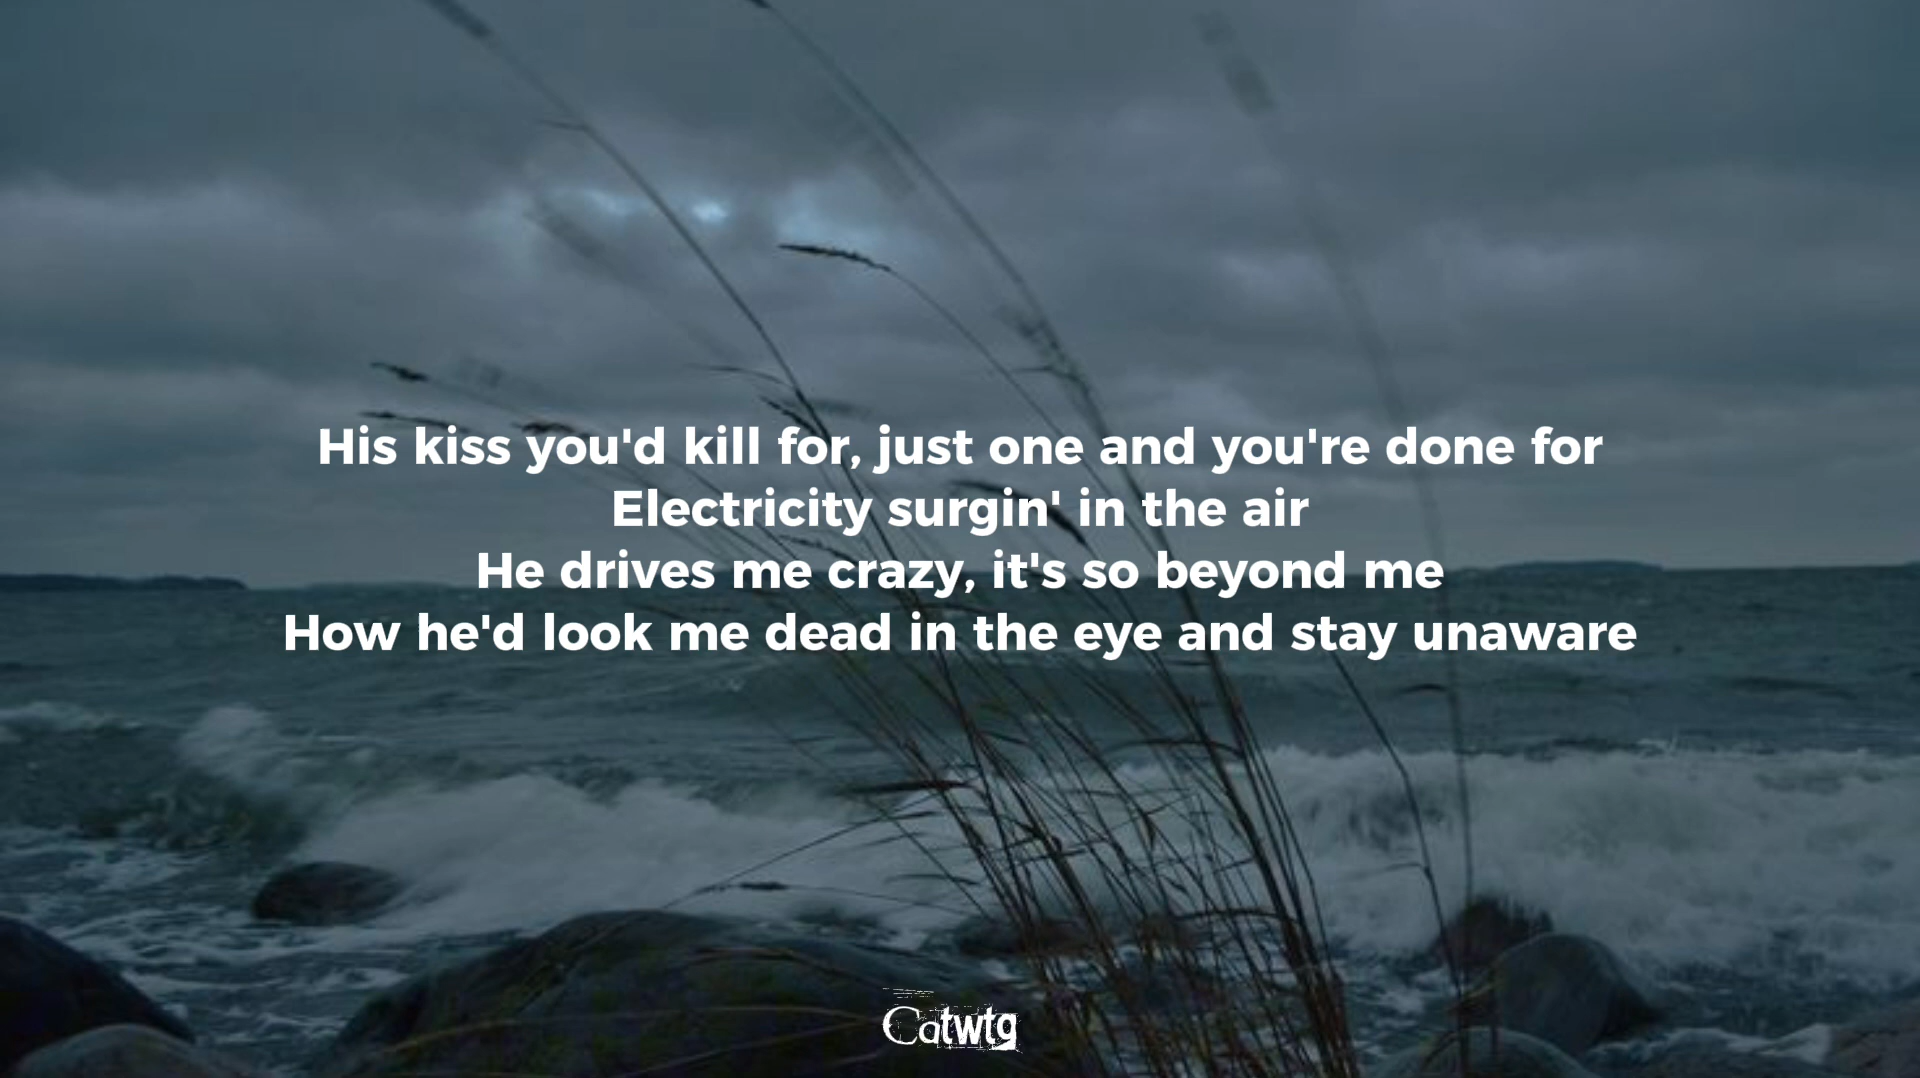 His kiss you'd kill for, just one and you're done for
Electricity surgin' in the air
He drives me crazy, it's so beyond me
How he'd look me dead in the eye and stay unaware
Catwtg